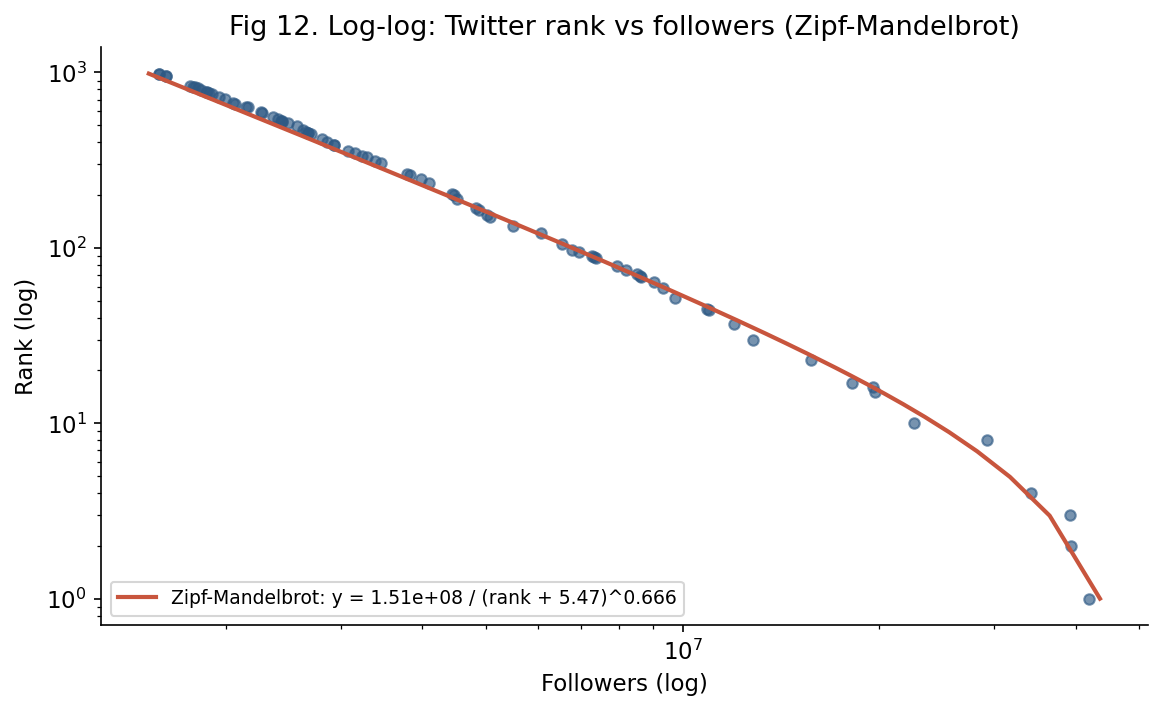 Fig 12. Log-log: Twitter rank vs followers (Zipf-Mandelbrot)
Rank (log)
10³
10²
10¹
10⁰
Zipf-Mandelbrot: y = 1.51e+08 / (rank + 5.47)^0.666
10⁷
Followers (log)